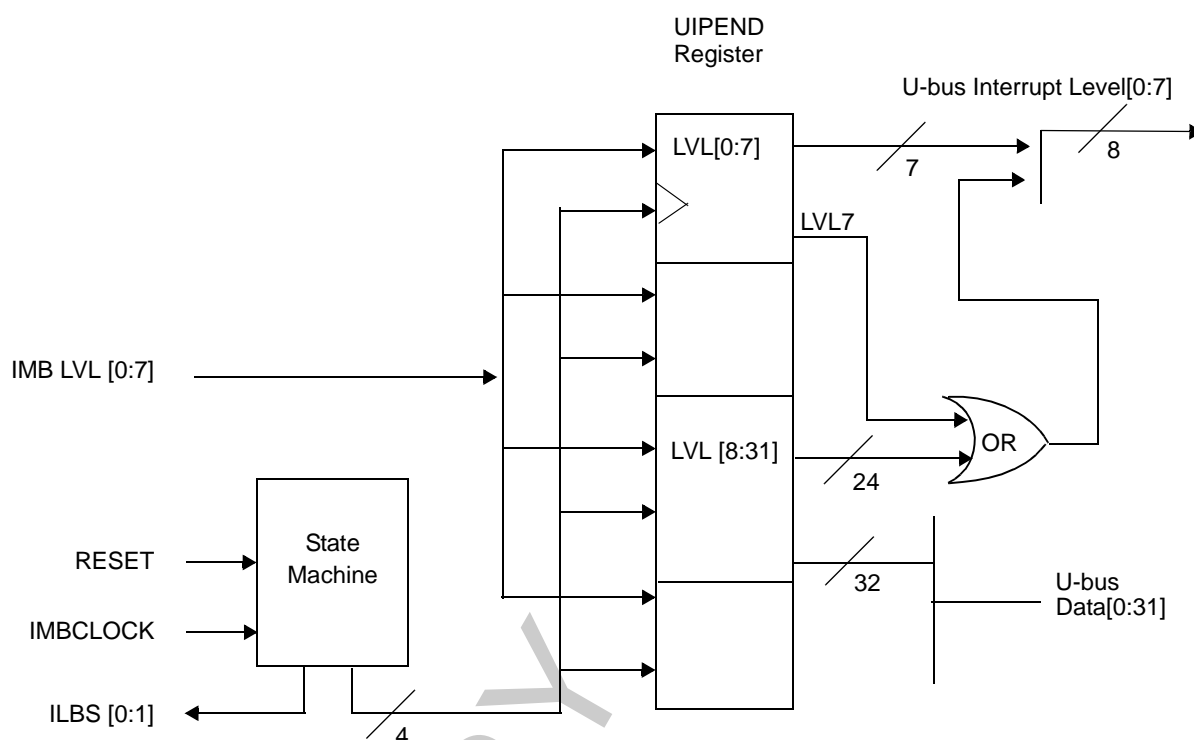 UIPEND
Register
U-bus Interrupt Level[0:7]
LVL[0:7]
7
8
LVL7
IMB LVL [0:7]
LVL [8:31]
OR
24
State
Machine
RESET
32
U-bus
Data[0:31]
IMBCLOCK
ILBS [0:1]
4
Y